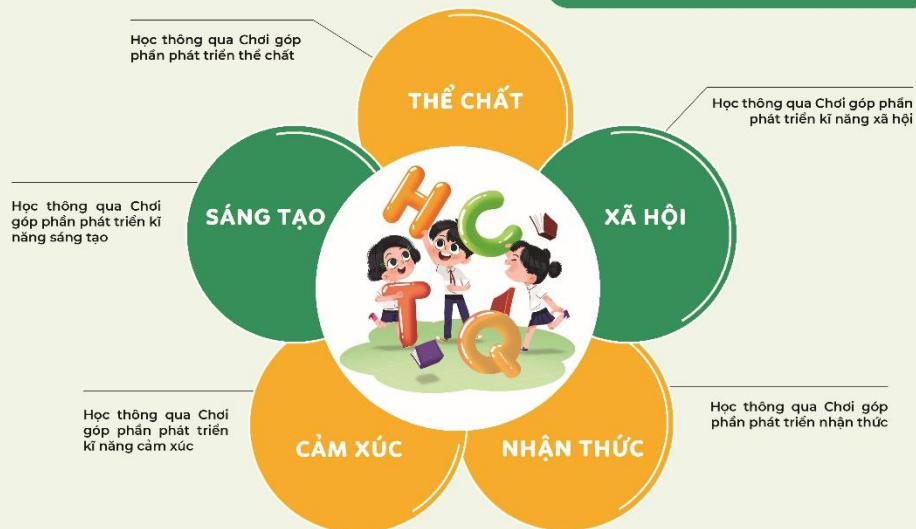 Học thông qua Chơi góp
phần phát triển thể chất
THỂ CHẤT
Học thông qua Chơi góp phần
phát triển kĩ năng xã hội
XÃ HỘI
Học thông qua Chơi
góp phần phát triển kĩ
năng sáng tạo
SÁNG TẠO
H
C
T
Q
Học thông qua Chơi
góp phần phát triển
kĩ năng cảm xúc
CẢM XÚC
NHẬN THỨC
Học thông qua Chơi góp
phần phát triển nhận thức